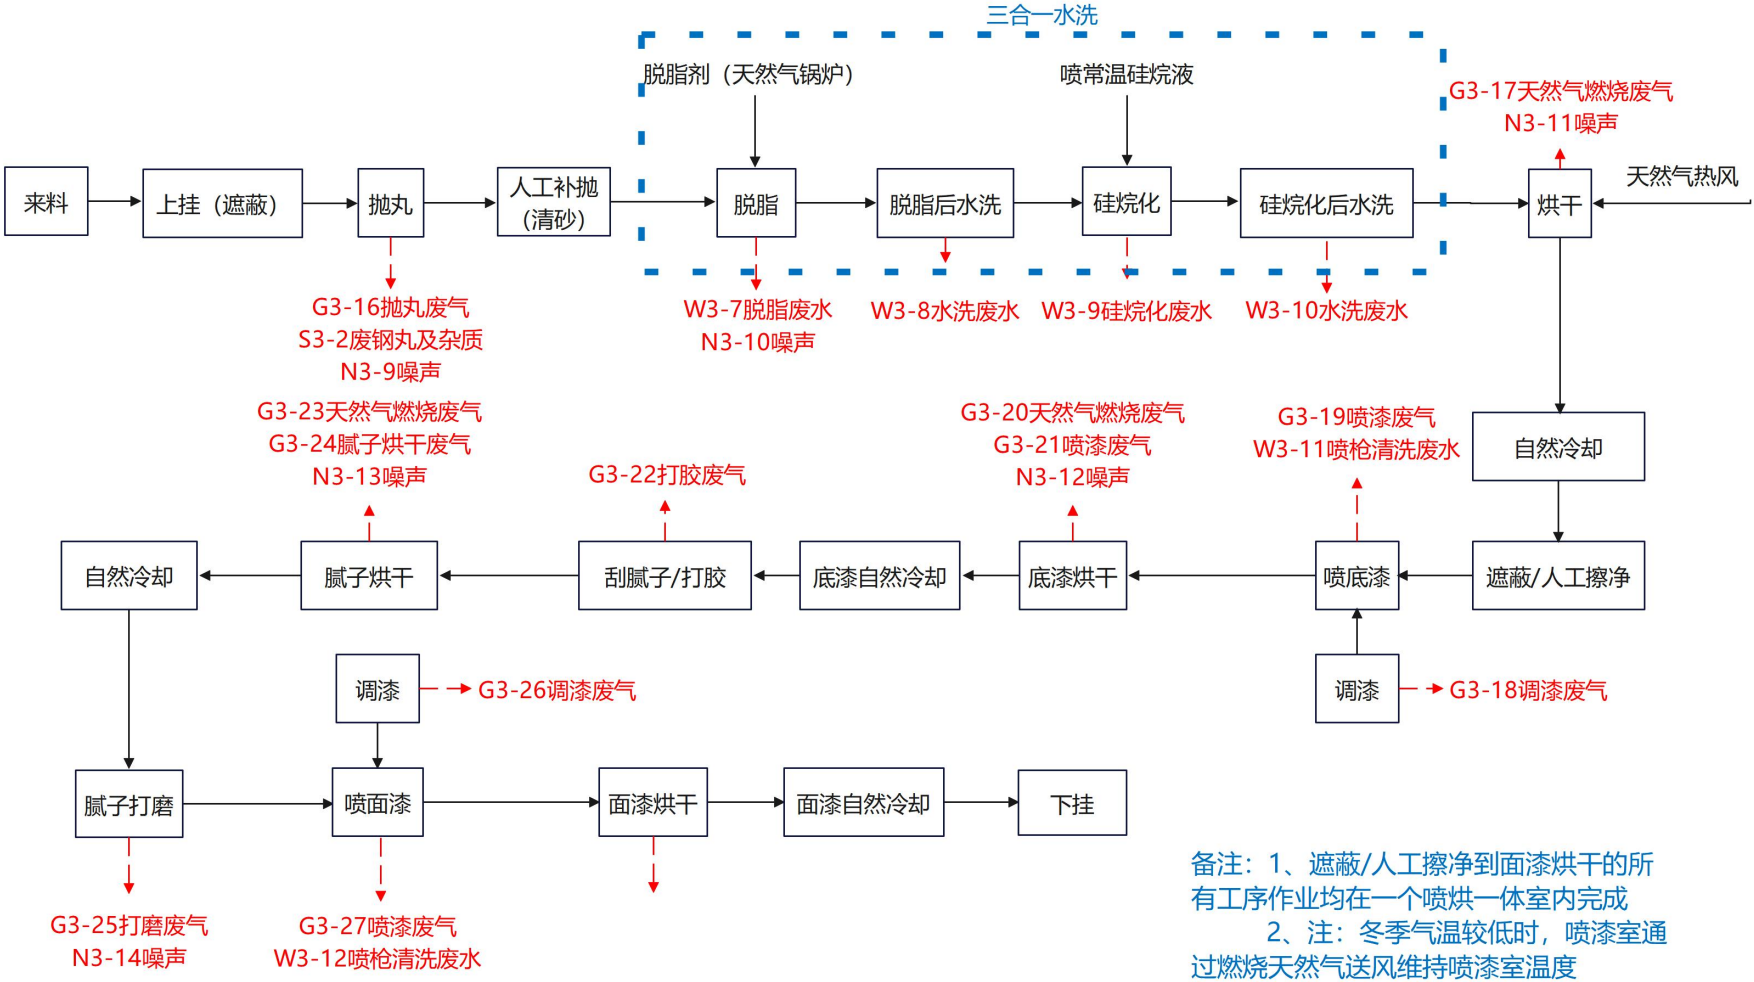 三合一水洗
脱脂剂（天然气锅炉）
喷常温硅烷液
G3-17天然气燃烧废气
N3-11噪声
天然气热风
来料
上挂（遮蔽）
抛丸
人工补抛
（清砂）
脱脂
脱脂后水洗
硅烷化
硅烷化后水洗
烘干
G3-16抛丸废气
S3-2废钢丸及杂质
N3-9噪声
W3-7脱脂废水
N3-10噪声
W3-8水洗废水
W3-9硅烷化废水
W3-10水洗废水
G3-23天然气燃烧废气
G3-24腻子烘干废气
N3-13噪声
G3-22打胶废气
G3-20天然气燃烧废气
G3-21喷漆废气
N3-12噪声
G3-19喷漆废气
W3-11喷枪清洗废水
自然冷却
自然冷却
腻子烘干
刮腻子/打胶
底漆自然冷却
底漆烘干
喷底漆
遮蔽/人工擦净
调漆
G3-26调漆废气
调漆
G3-18调漆废气
腻子打磨
喷面漆
面漆烘干
面漆自然冷却
下挂
G3-25打磨废气
N3-14噪声
G3-27喷漆废气
W3-12喷枪清洗废水
备注：1、遮蔽/人工擦净到面漆烘干的所
有工序作业均在一个喷烘一体室内完成
2、注：冬季气温较低时，喷漆室通
过燃烧天然气送风维持喷漆室温度